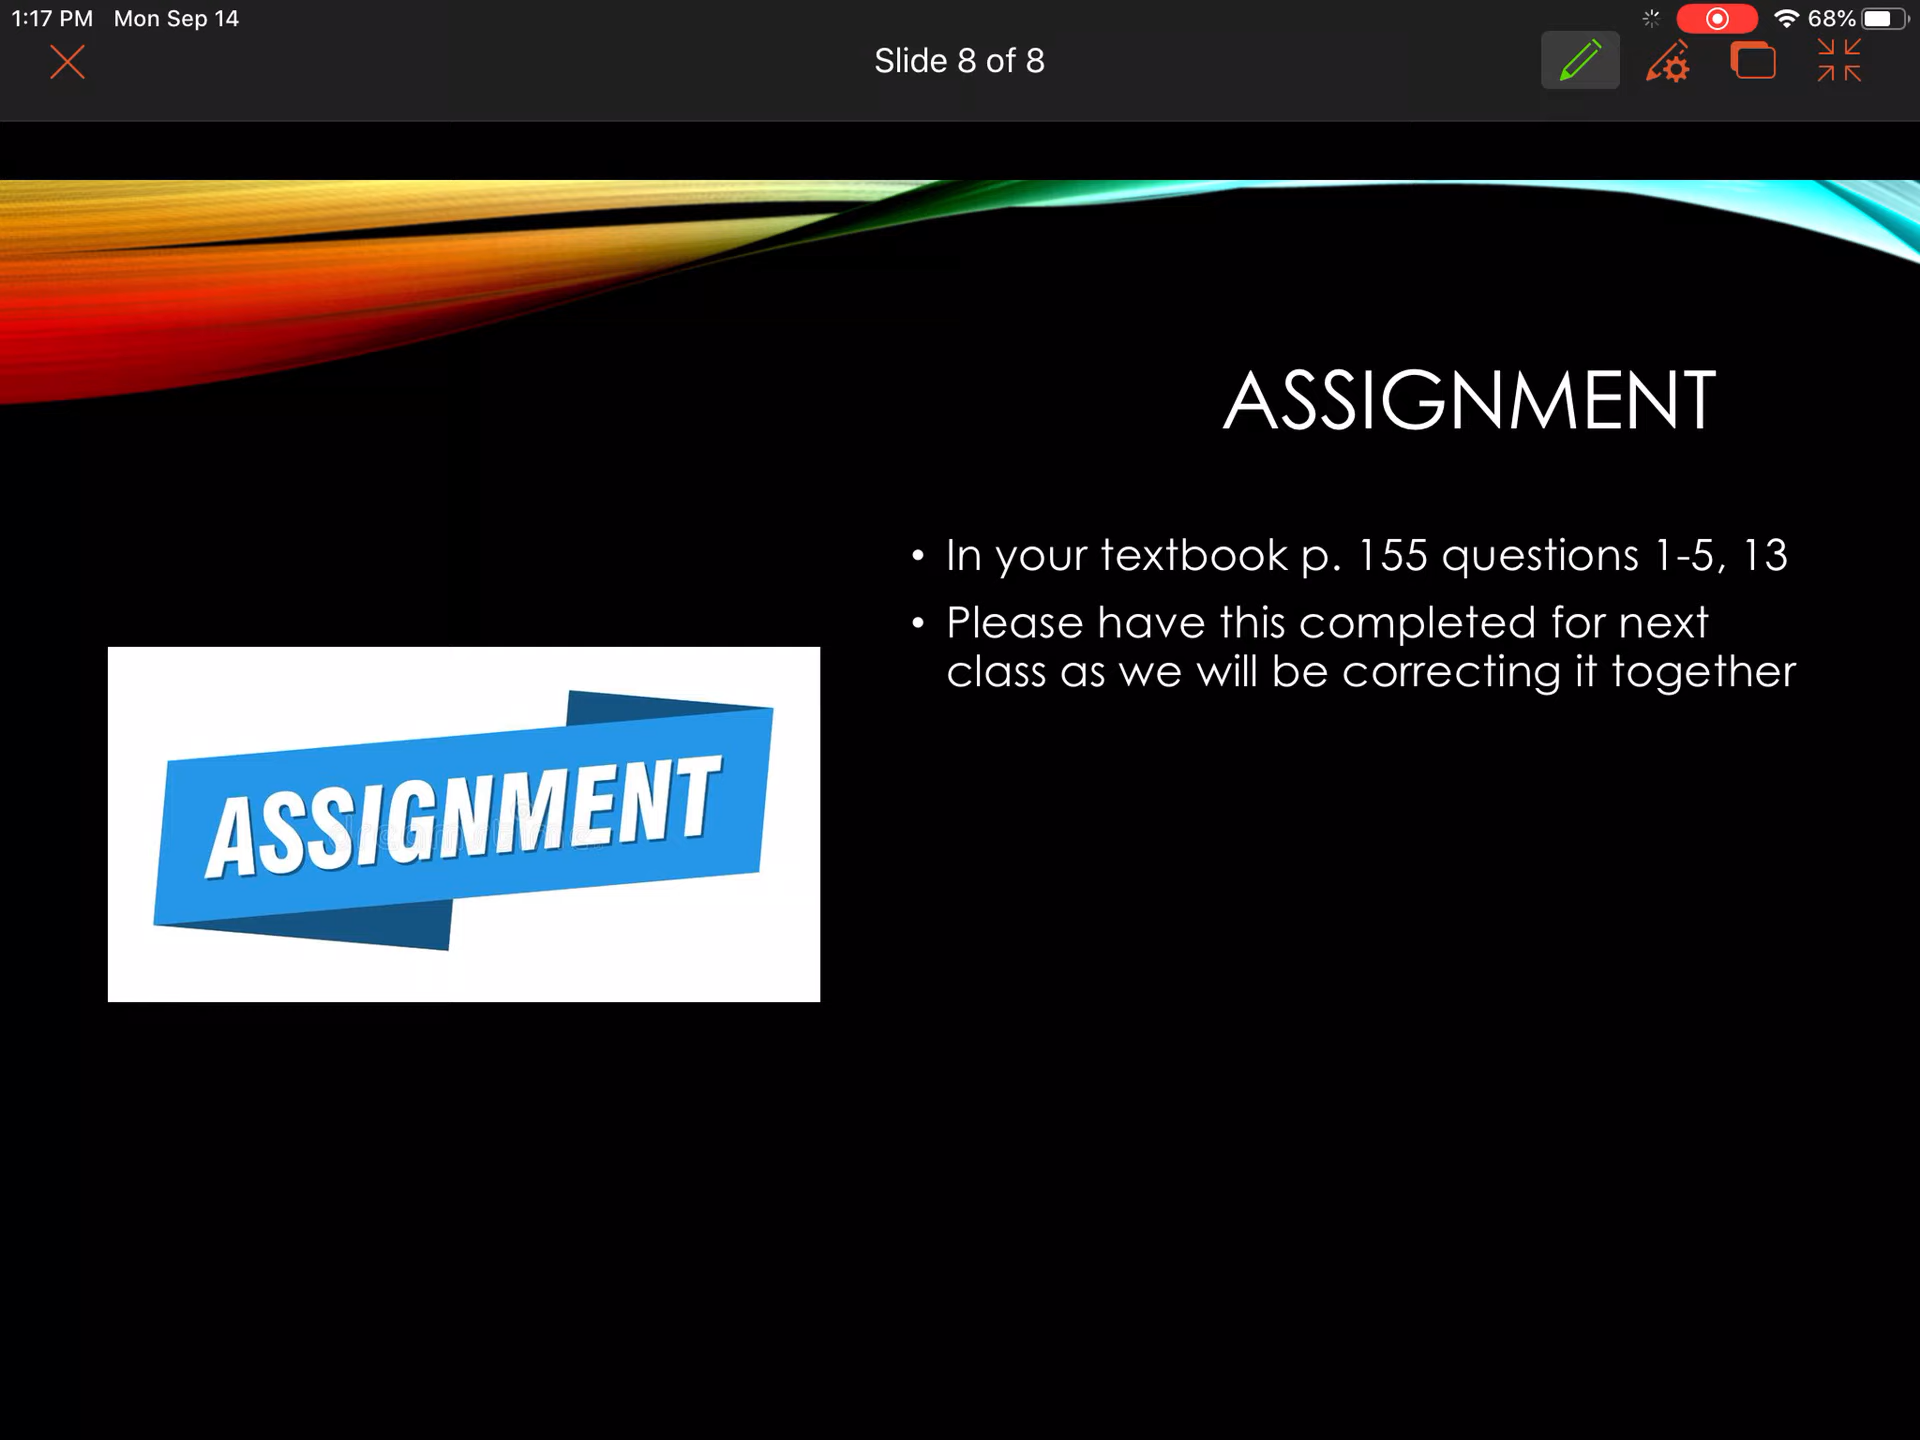 1:17 PM Mon Sep 14
68%
Slide 8 of 8
ASSIGNMENT
• In your textbook p. 155 questions 1-5, 13
• Please have this completed for next
class as we will be correcting it together
ASSIGNMENT